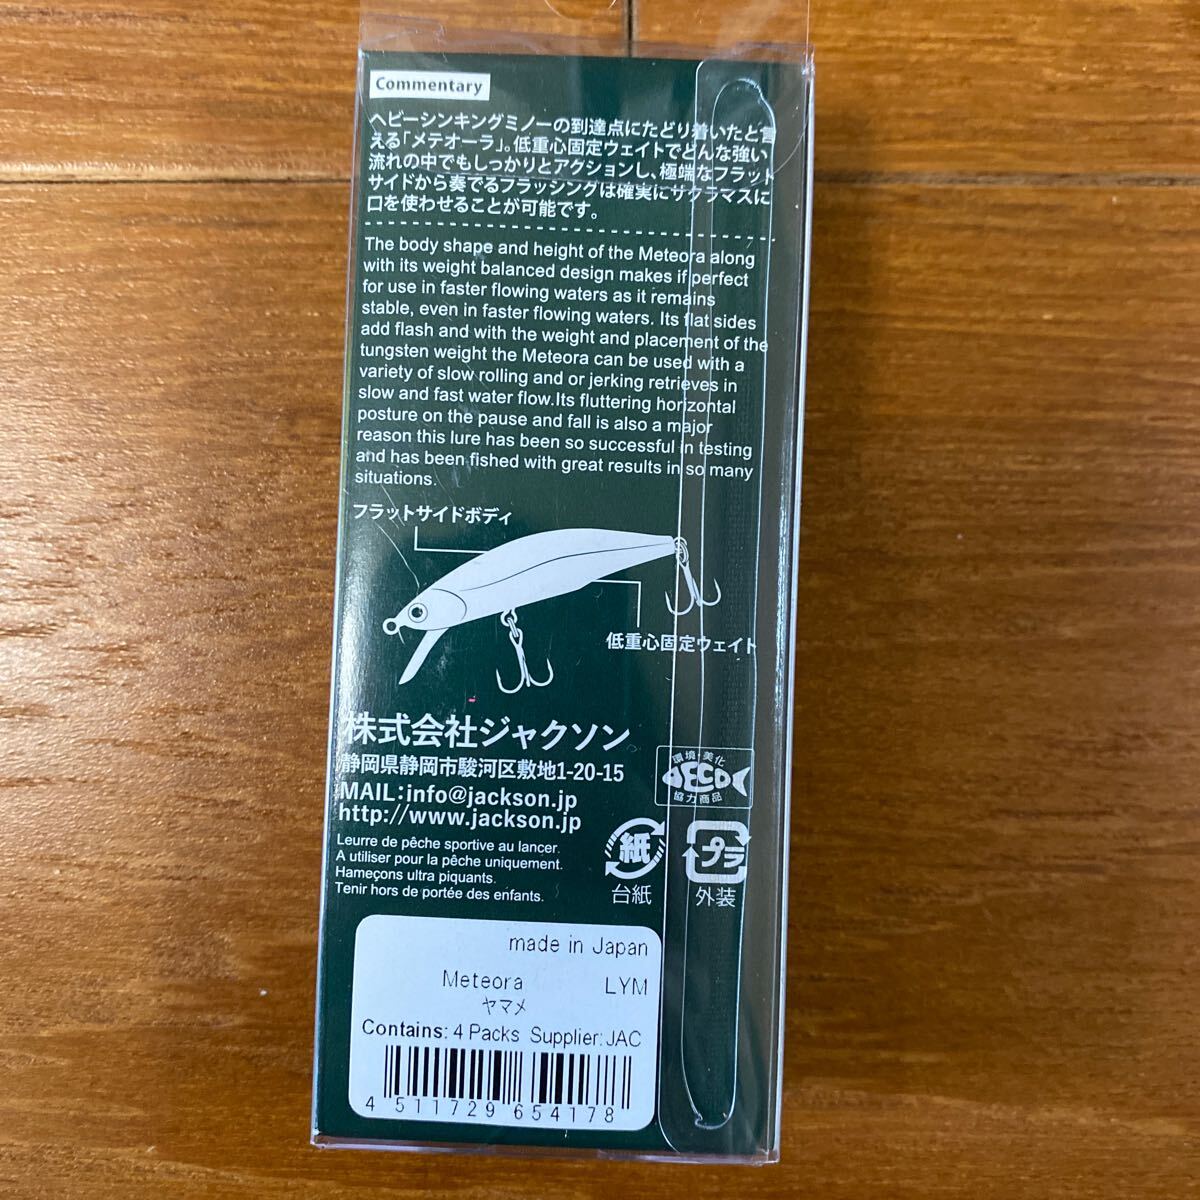 Commentary
ヘビーシンキングミノーの到達点にたどり着いたと言
える「メテオーラ」。低重心固定ウェイトでどんな強い
流れの中でもしっかりとアクションし、極端なフラット
サイドから奏でるフラッシングは確実にサクラマスに
口を使わせることが可能です。
The body shape and height of the Meteora along
with its weight balanced design makes if perfect
for use in faster flowing waters as it remains
stable, even in faster flowing waters. Its flat sides
add flash and with the weight and placement of the
tungsten weight the Meteora can be used with a
variety of slow rolling and or jerking retrieves in
slow and fast water flow.Its fluttering horizontal
posture on the pause and fall is also a major
reason this lure has been so successful in testing
and has been fished with great results in so many
situations.
フラットサイドボディ
低重心固定ウェイト
株式会社ジャクソン
静岡県静岡市駿河区敷地1-20-15
MAIL:info@jackson.jp
http://www.jackson.jp
Leurre de pêche sportive au lancer.
A utiliser pour la pêche uniquement.
Hameçons ultra piquants.
Tenir hors de portée des enfants.
環境・美化
AECO
協力商品
紙
台紙
プラ
外装
made in Japan
Meteora LYM
ヤマメ
Contains: 4 Packs Supplier: JAC
4 511729 654178